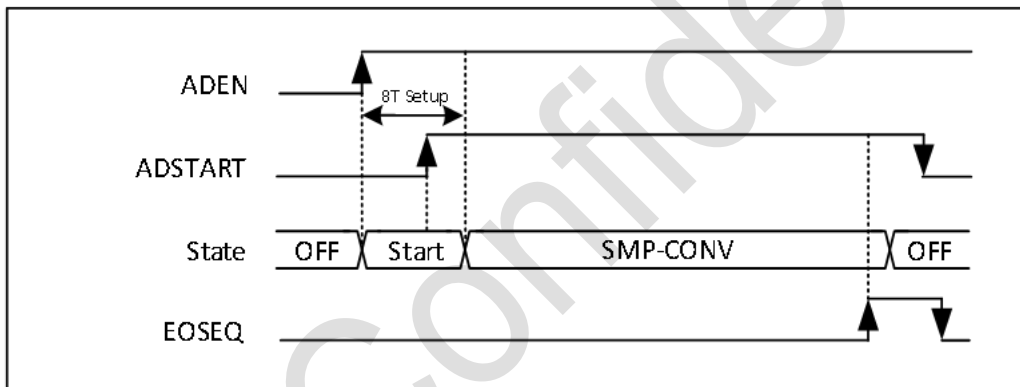 ADEN
8T Setup
ADSTART
State OFF Start SMP-CONV OFF
EOSEQ
Confide